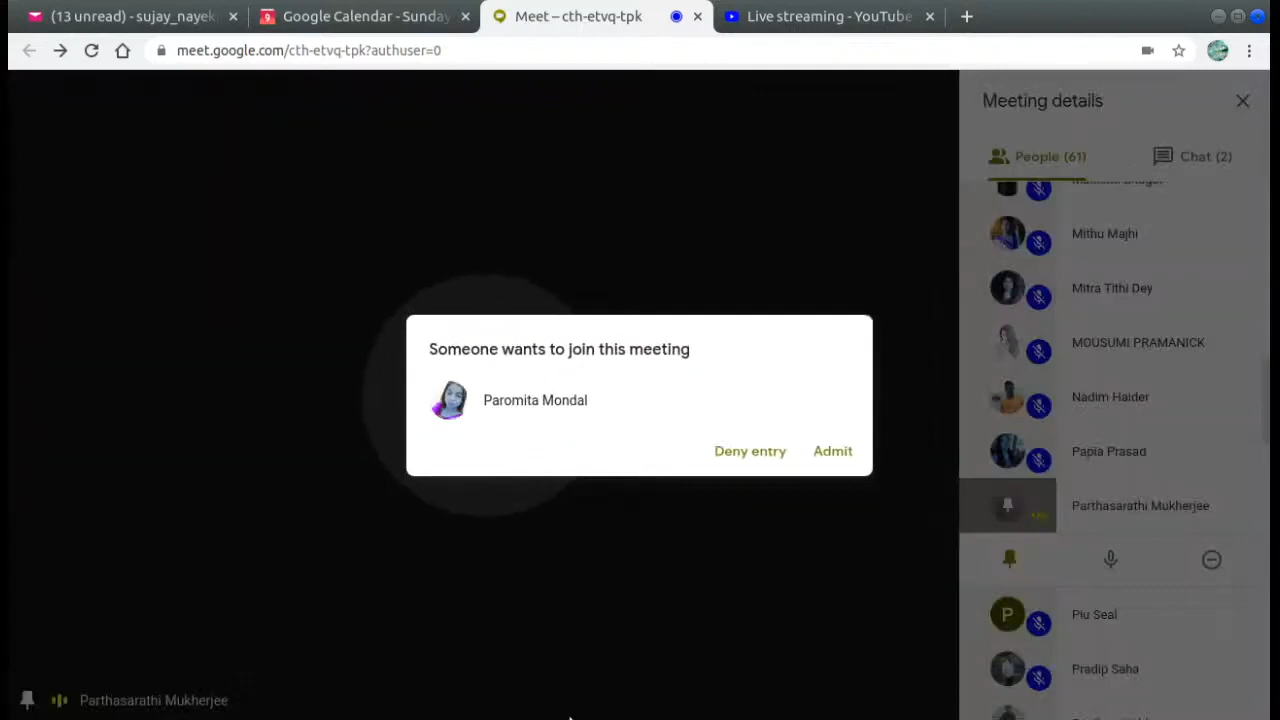 (13 unread) - sujay_nayek
Google Calendar - Sunday
Meet – cth-etvq-tpk
Live streaming - YouTube
meet.google.com/cth-etvq-tpk?authuser=0
Meeting details
People (61)
Chat (2)
Mithu Majhi
Mitra Tithi Dey
MOUSUMI PRAMANICK
Nadim Haider
Papia Prasad
Parthasarathi Mukherjee
P
Piu Seal
Pradip Saha
Someone wants to join this meeting
Paromita Mondal
Deny entry
Admit
Parthasarathi Mukherjee